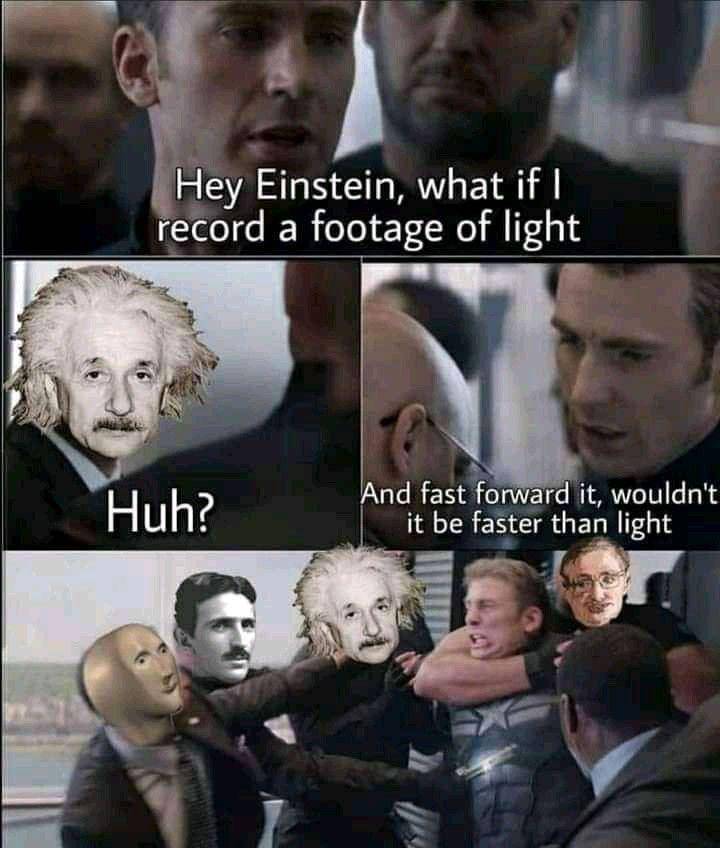 Hey Einstein, what if I
record a footage of light
Huh?
And fast forward it, wouldn't
it be faster than light